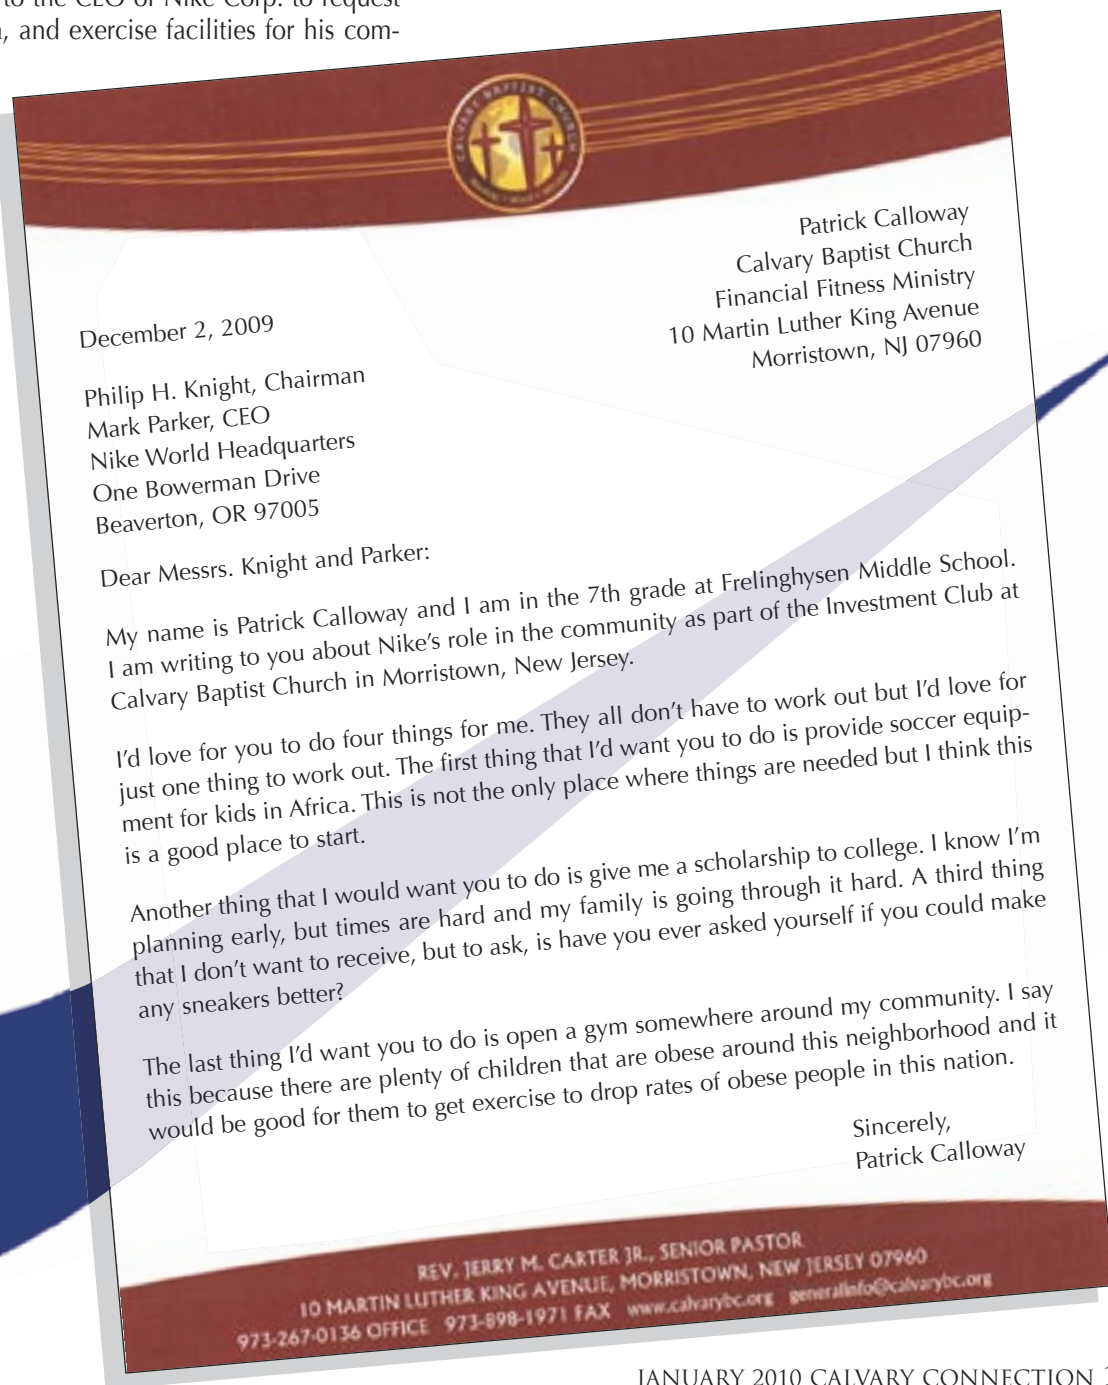 to the CEO of Nike Corp. to request
, and exercise facilities for his com-
CALVARY BAPTIST CHURCH
Patrick Calloway
Calvary Baptist Church
Financial Fitness Ministry
10 Martin Luther King Avenue
Morristown, NJ 07960
December 2, 2009
Philip H. Knight, Chairman
Mark Parker, CEO
Nike World Headquarters
One Bowerman Drive
Beaverton, OR 97005
Dear Messrs. Knight and Parker:
My name is Patrick Calloway and I am in the 7th grade at Frelinghysen Middle School.
I am writing to you about Nike's role in the community as part of the Investment Club at
Calvary Baptist Church in Morristown, New Jersey.
I'd love for you to do four things for me. They all don't have to work out but I'd love for
just one thing to work out. The first thing that I'd want you to do is provide soccer equip-
ment for kids in Africa. This is not the only place where things are needed but I think this
is a good place to start.
Another thing that I would want you to do is give me a scholarship to college. I know I'm
planning early, but times are hard and my family is going through it hard. A third thing
that I don't want to receive, but to ask, is have you ever asked yourself if you could make
any sneakers better?
The last thing I'd want you to do is open a gym somewhere around my community. I say
this because there are plenty of children that are obese around this neighborhood and it
would be good for them to get exercise to drop rates of obese people in this nation.
Sincerely,
Patrick Calloway
REV. JERRY M. CARTER JR., SENIOR PASTOR
10 MARTIN LUTHER KING AVENUE, MORRISTOWN, NEW JERSEY 07960
973-267-0136 OFFICE 973-898-1971 FAX www.calvarybc.org generalinfo@calvarybc.org
JANUARY 2010 CALVARY CONNECTION